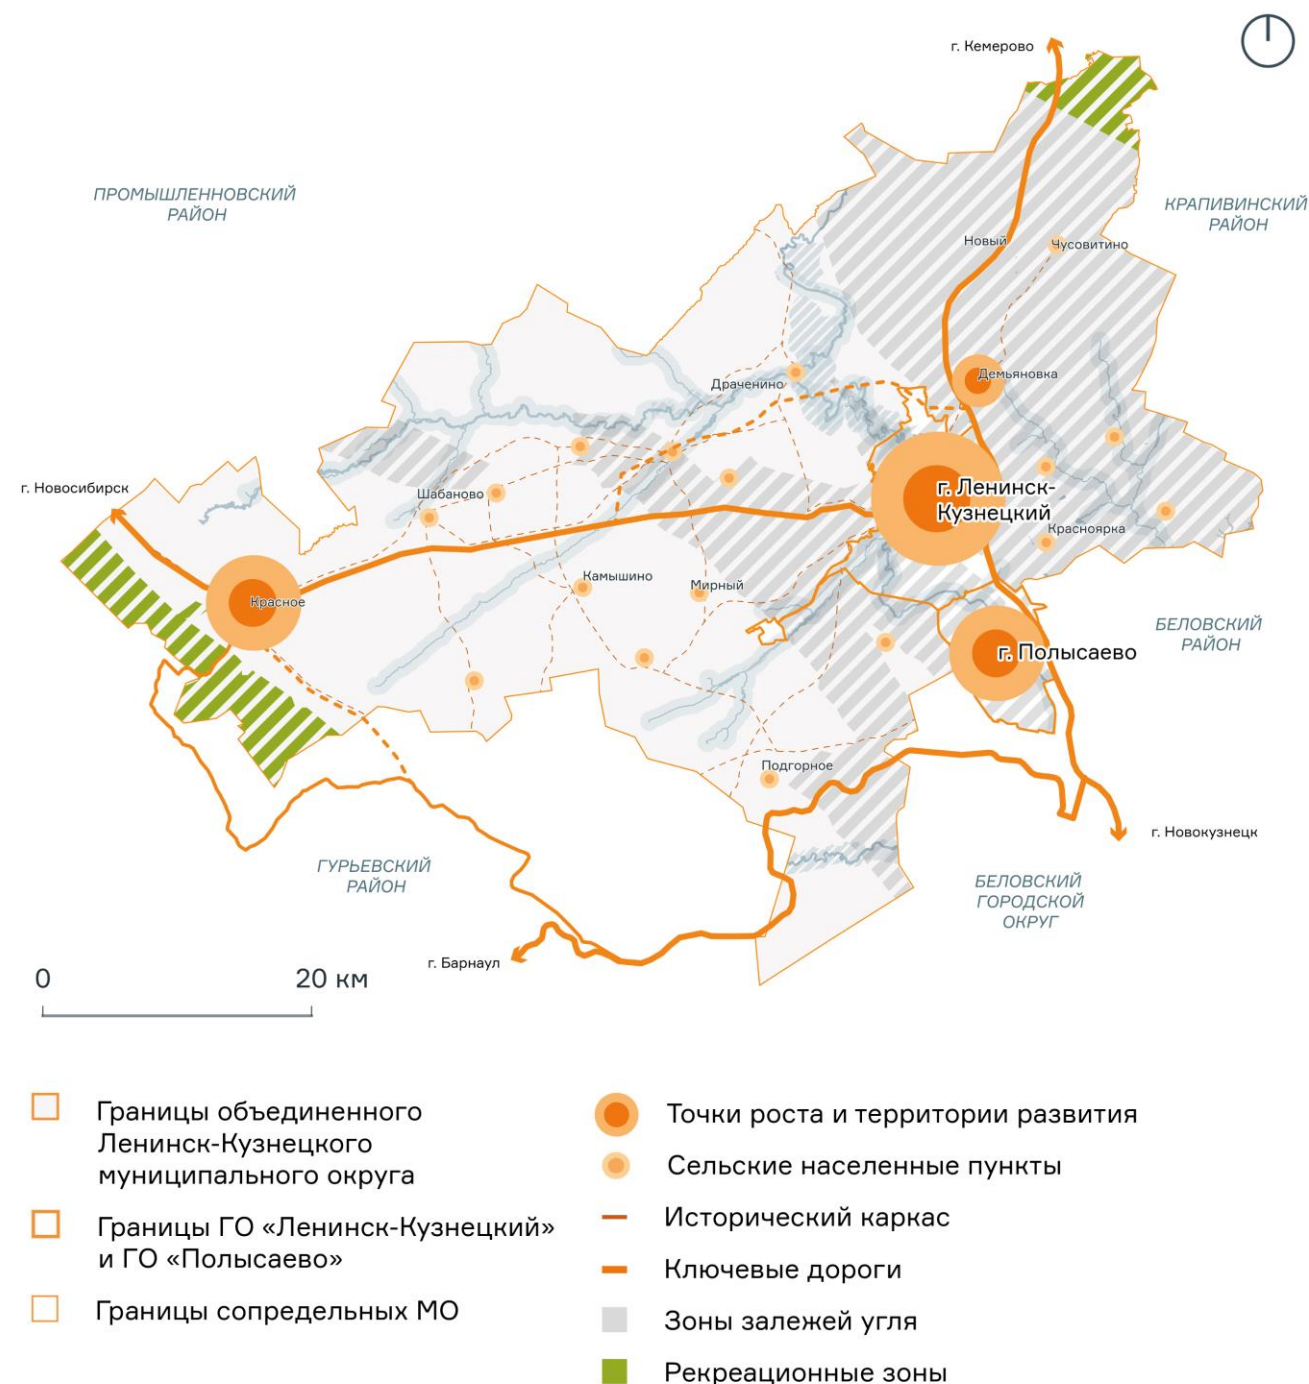 г. Кемерово
ПРОМЫШЛЕННОВСКИЙ
РАЙОН
КРАПИВИНСКИЙ
РАЙОН
Новый
Чусовитино
Драченино
Демьяновка
г. Новосибирск
Шабаново
г. Ленинск-
Кузнецкий
Красноярка
Камышино
Мирный
Красное
БЕЛОВСКИЙ
РАЙОН
г. Полысаево
Подгорное
г. Новокузнецк
ГУРЬЕВСКИЙ
РАЙОН
БЕЛОВСКИЙ
ГОРОДСКОЙ
ОКРУГ
г. Барнаул
0
20 км
Границы объединенного
Ленинск-Кузнецкого
муниципального округа
Границы ГО «Ленинск-Кузнецкий»
и ГО «Полысаево»
Границы сопредельных МО
Точки роста и территории развития
Сельские населенные пункты
Исторический каркас
Ключевые дороги
Зоны залежей угля
Рекреационные зоны